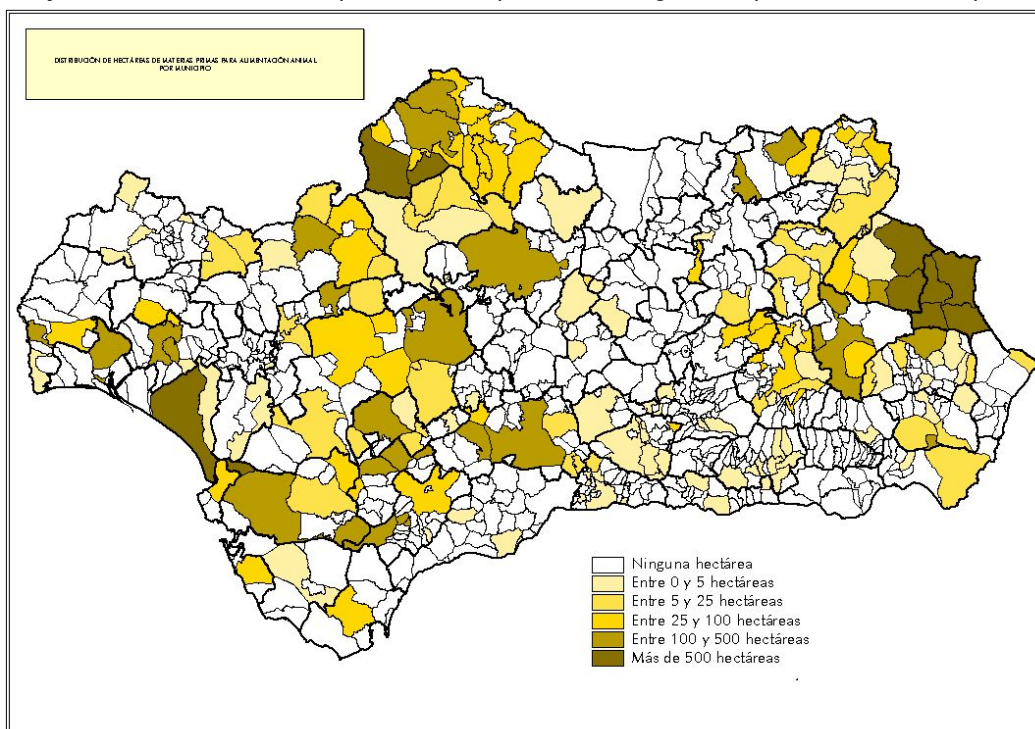 DISTRIBUCIÓN DE HECTÁREAS DE MATERIAS PRIMAS PARA ALIMENTACIÓN ANIMAL
POR MUNICIPIO
Ninguna hectárea
Entre 0 y 5 hectáreas
Entre 5 y 25 hectáreas
Entre 25 y 100 hectáreas
Entre 100 y 500 hectáreas
Más de 500 hectáreas